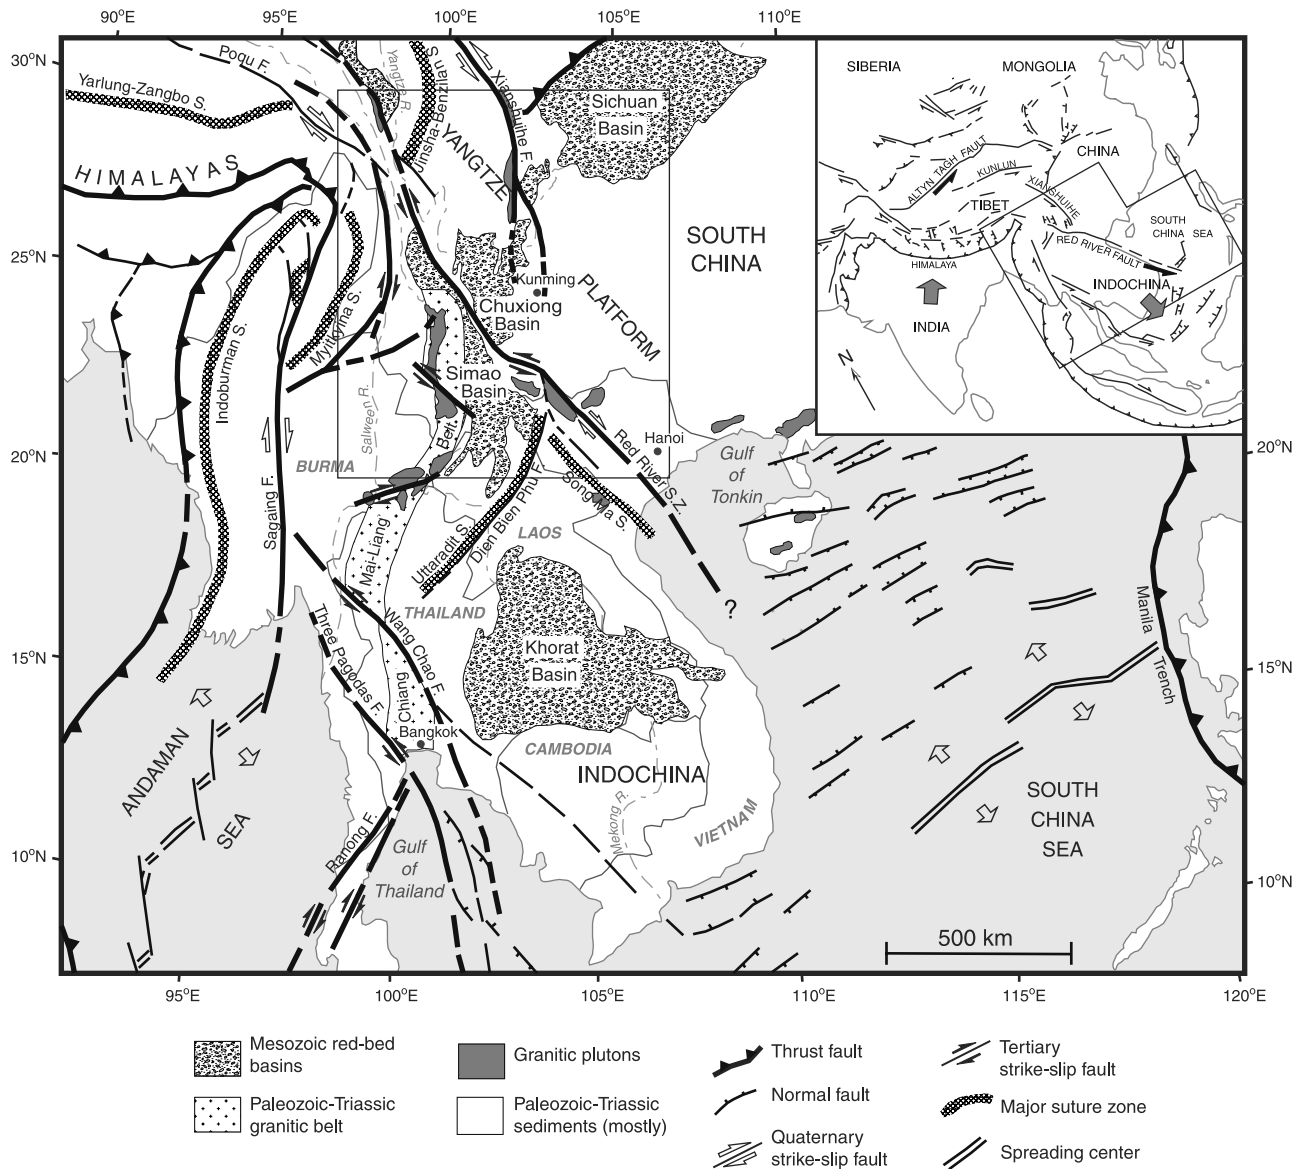 90°E
95°E
100°E
105°E
110°E
30°N
25°N
20°N
15°N
10°N
20°N
15°N
10°N
95°E
100°E
105°E
110°E
115°E
120°E
Poqu F.
Yarlung-Zangbo S.
HIMALAYAS
Yangtze R.
Jinsha-Benzilan S.
Xianshuihe F.
YANGTZE
PLATFORM
Sichuan
Basin
SOUTH
CHINA
Kunming
Chuxiong
Basin
Simao
Basin
Indoburman S.
Myitkyina S.
Salween R.
BURMA
Sagaing F.
Belt.
Mai-Liang
Chiang
Hanoi
Red River S.Z.
Song Ma S.
Dien Bien Phu F.
Uttaradit S.
LAOS
THAILAND
Gulf
of
Tonkin
?
Khorat
Basin
Wang Chao F.
Three Pagodas F.
Bangkok
CAMBODIA
INDOCHINA
Mekong R.
VIETNAM
Ranong F.
Gulf
of
Thailand
ANDAMAN
SEA
SOUTH
CHINA
SEA
Manila
Trench
500 km
SIBERIA
MONGOLIA
CHINA
ALTYN TAGH FAULT
KUNLUN
XIANSHUIHE
TIBET
SOUTH
CHINA SEA
RED RIVER FAULT
HIMALAYA
INDOCHINA
INDIA
N
Mesozoic red-bed
basins
Paleozoic-Triassic
granitic belt
Granitic plutons
Paleozoic-Triassic
sediments (mostly)
Thrust fault
Normal fault
Quaternary
strike-slip fault
Tertiary
strike-slip fault
Major suture zone
Spreading center